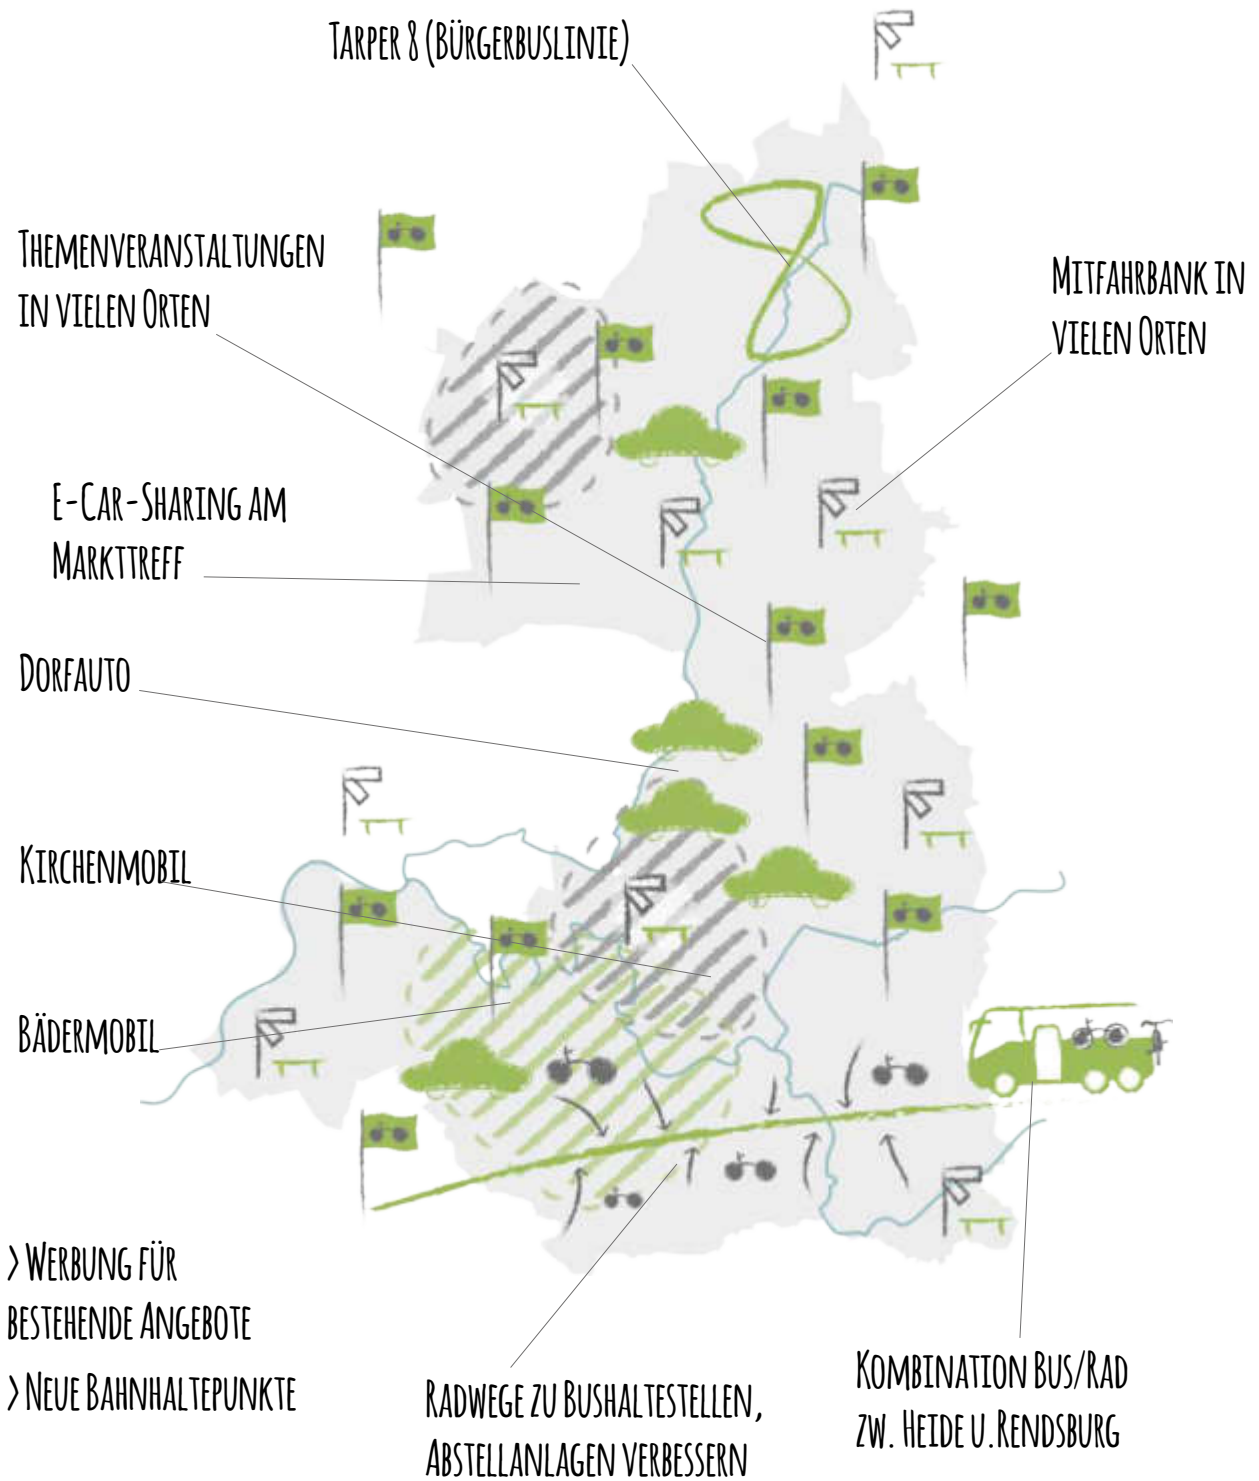 Tarper 8 (Bürgerbuslinie)
Themenveranstaltungen
in vielen Orten
Mitfahrbank in
vielen Orten
E-Car-Sharing am
Markttreff
Dorfauto
Kirchenmobil
Bädermobil
> Werbung für
bestehende Angebote
> Neue Bahnhaltepunkte
Radwege zu Bushaltestellen,
Abstellanlagen verbessern
Kombination Bus/Rad
zw. Heide u.Rendsburg